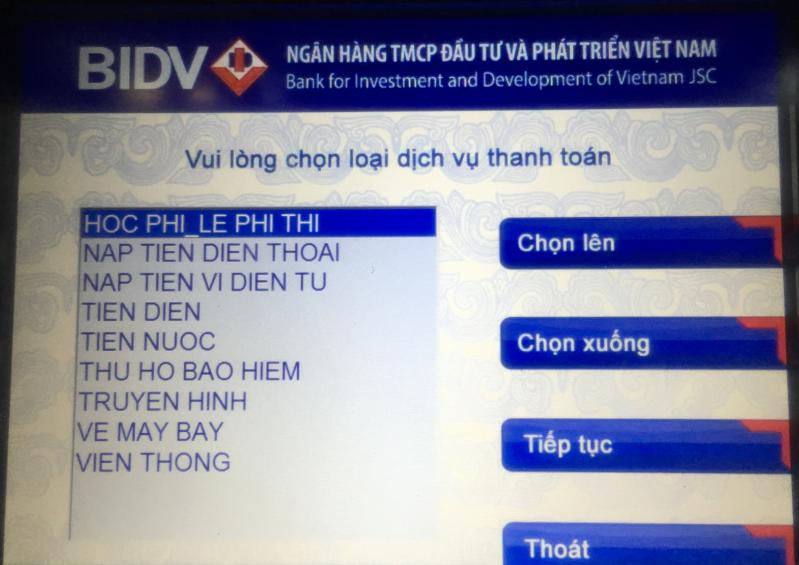 BIDV
NGÂN HÀNG TMCP ĐẦU TƯ VÀ PHÁT TRIỂN VIỆT NAM
Bank for Investment and Development of Vietnam JSC
Vui lòng chọn loại dịch vụ thanh toán
HOC PHI_LE PHI THI
NAP TIEN DIEN THOAI
NAP TIEN VI DIEN TU
TIEN DIEN
TIEN NUOC
THU HO BAO HIEM
TRUYEN HINH
VE MAY BAY
VIEN THONG
Chọn lên
Chọn xuống
Tiếp tục
Thoát